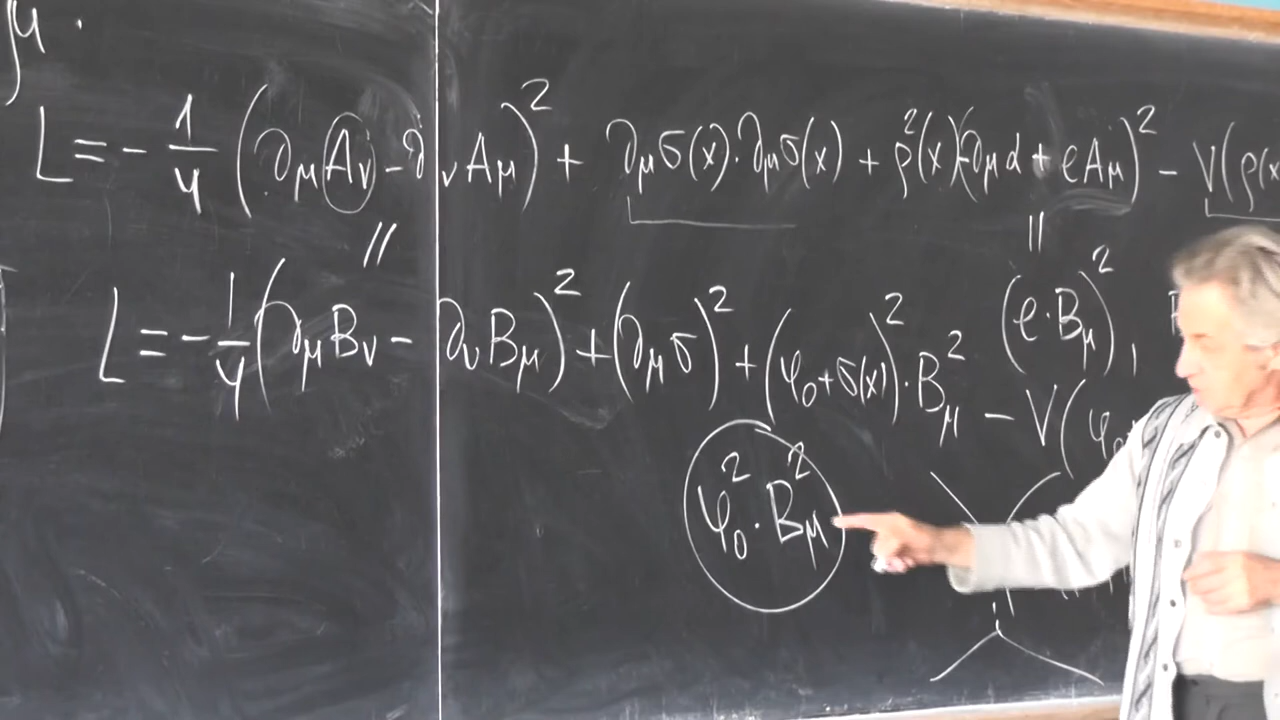 μ.
L = - 1/4 (∂μAν - ∂νAμ)² + ∂μσ(x)·∂μσ(x) + ρ²(x)(-∂μα + eAμ)² - V(ρ(x
// ||
(e·Bμ)²,
L = - 1/4 (∂μBν - ∂νBμ)² + (∂μσ)² + (φ₀+σ(x))²·Bμ² - V(φ₀
φ₀²·Bμ²